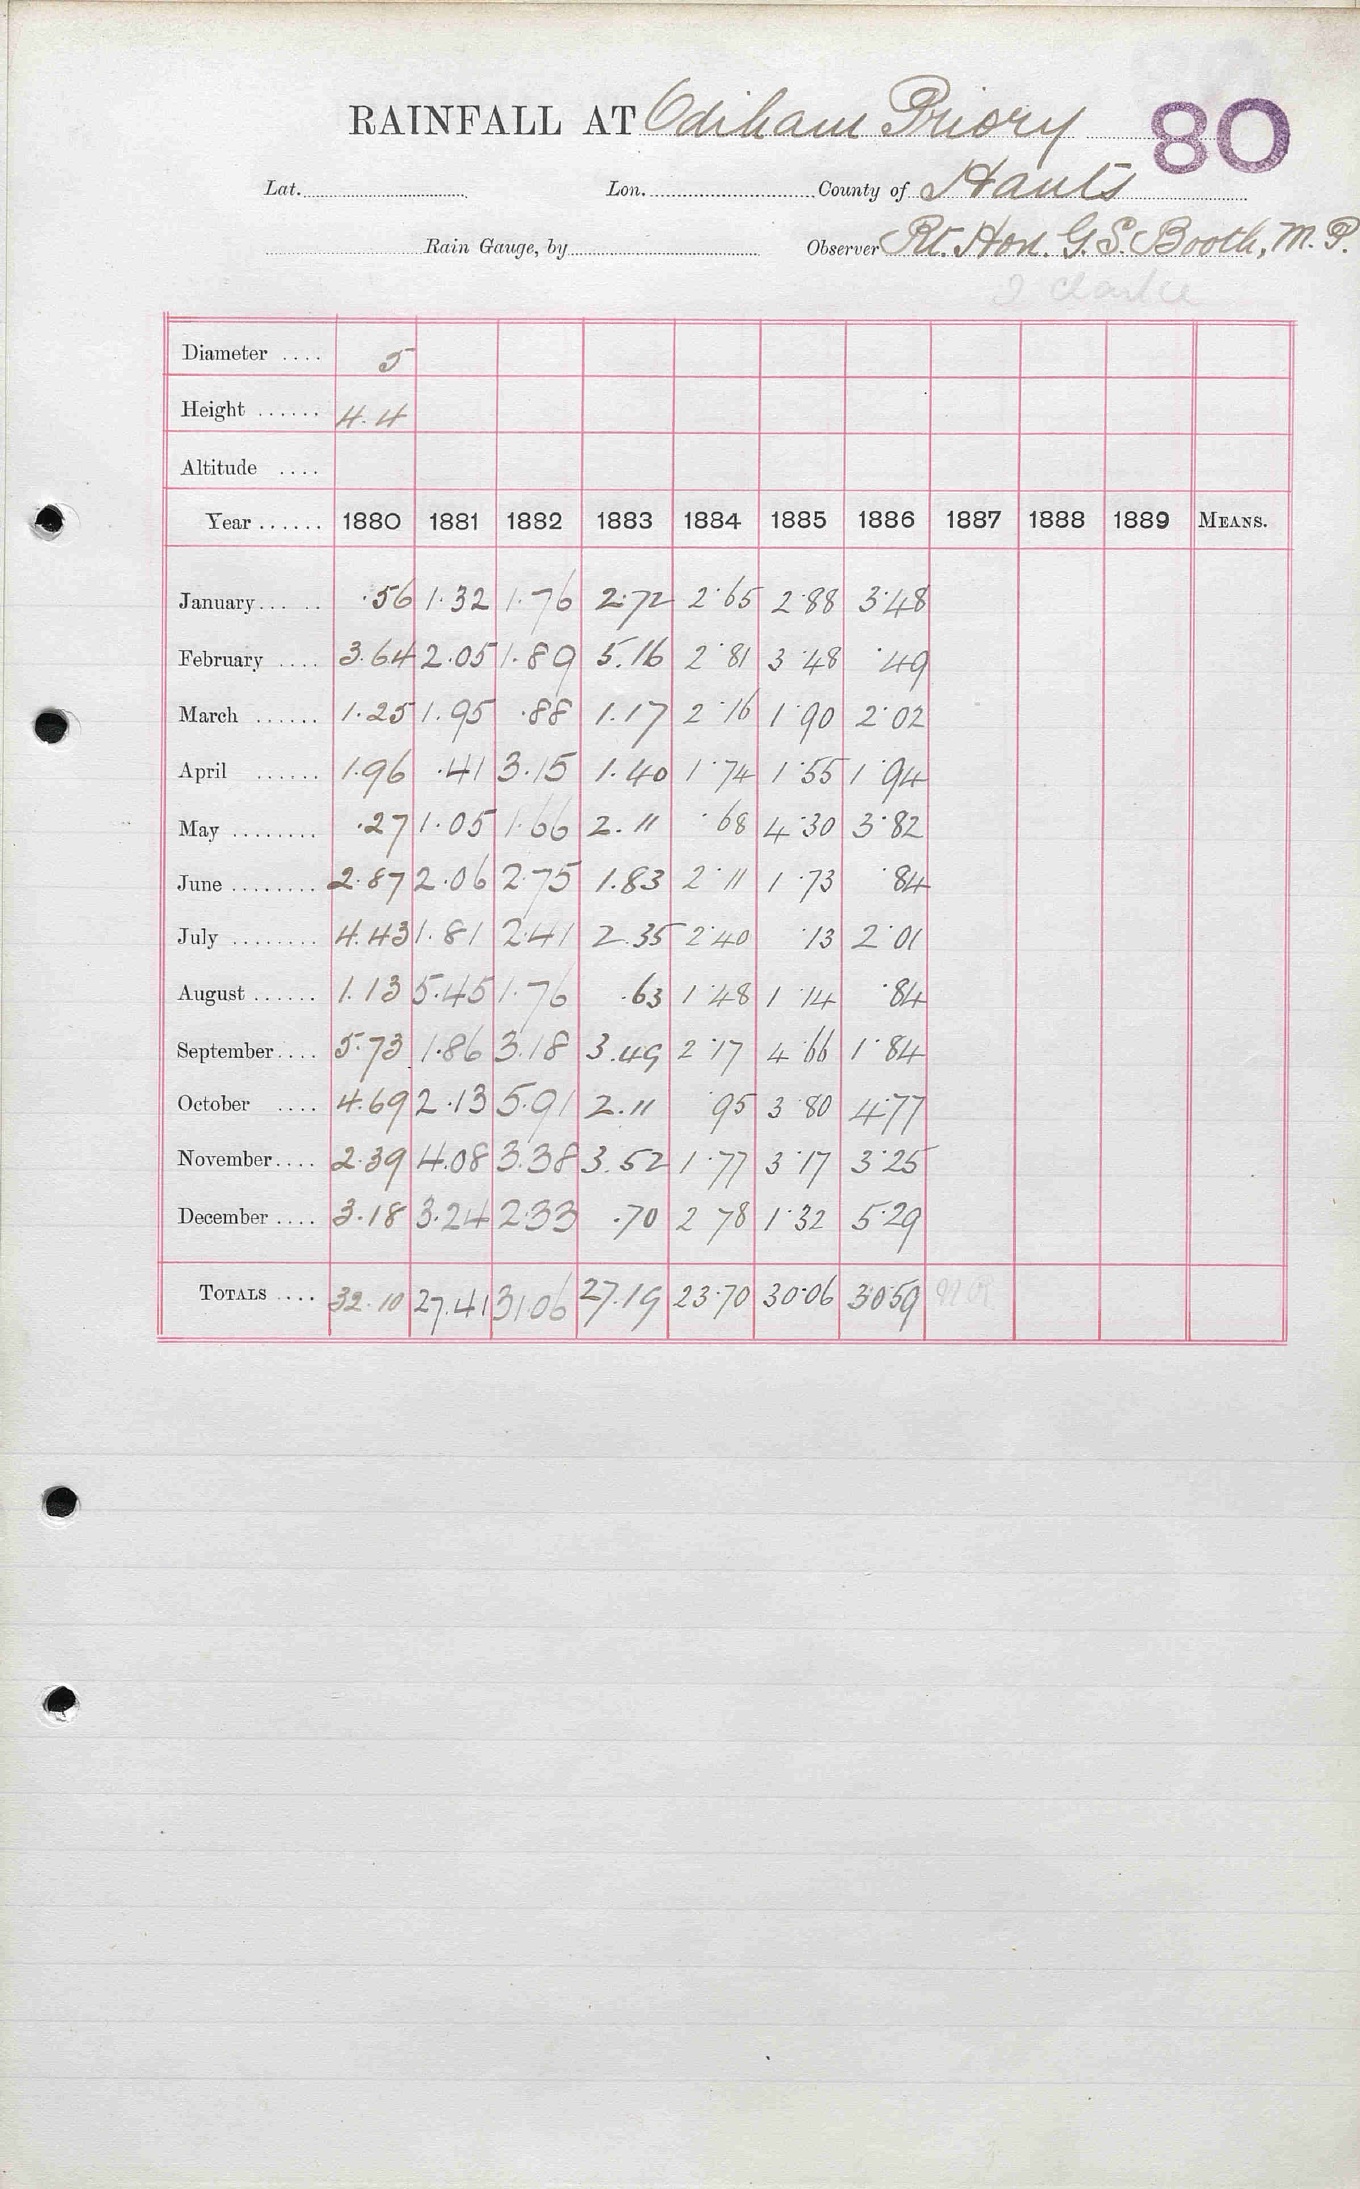 RAINFALL AT Odiham Priory 80
Lat. Lon. County of Hants
Rain Gauge, by Observer Rt. Hon. G. S. Booth, M. P.
Diameter .... 5
Height ...... 4.4
Altitude ....
Year ...... 1880 1881 1882 1883 1884 1885 1886 1887 1888 1889 MEANS.
January ... .. .56 1.32 1.76 2.72 2.65 2.88 3.48
February .... 3.64 2.05 1.89 5.16 2.81 3.48 .49
March ...... 1.25 1.95 .88 1.17 2.16 1.90 2.02
April ...... 1.96 .41 3.15 1.40 1.74 1.55 1.94
May ........ .27 1.05 1.66 2.11 .68 4.30 3.82
June ........ 2.87 2.06 2.75 1.83 2.11 1.73 .84
July ........ 4.43 1.81 2.41 2.35 2.40 .13 2.01
August ...... 1.13 5.45 1.76 .63 1.48 1.14 .84
September .... 5.73 1.86 3.18 3.49 2.17 4.66 1.84
October .... 4.69 2.13 5.91 2.11 .95 3.80 4.77
November .... 2.39 4.08 3.38 3.52 1.77 3.17 3.25
December .... 3.18 3.24 2.33 .70 2 78 1.32 5.29
TOTALS .... 32.10 27.41 31.06 27.19 23.70 30.06 30.59